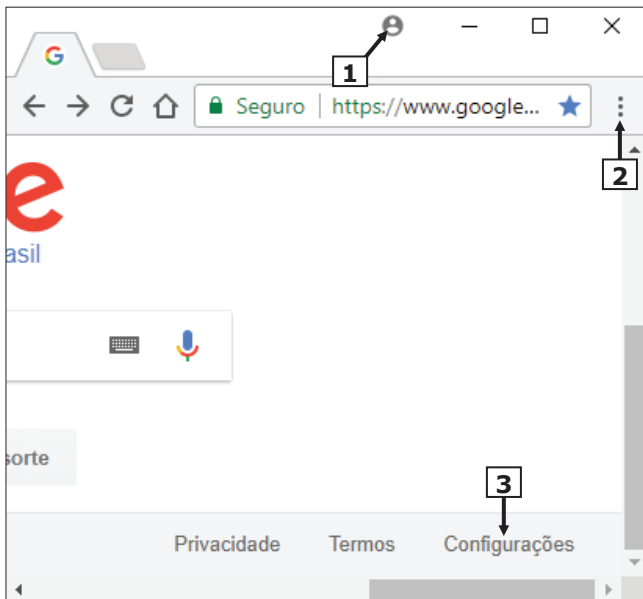 G
1
Seguro https://www.google...
2
e
asil
sorte
3
Privacidade Termos Configurações